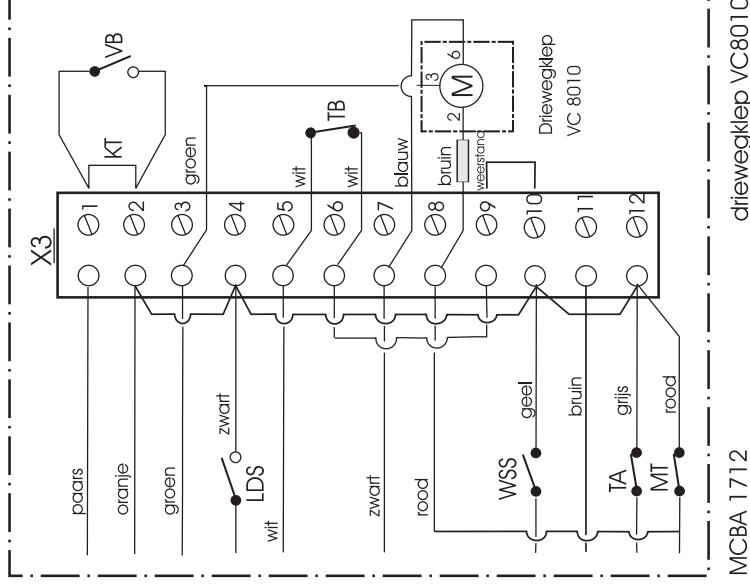 driewegklep VC8010
MCBA 1712
Driewegklep
VC 8010
X3
VB
KT
groen
TB
wit
wit
blauw
bruin
weerstand
M
2
3
6
1
2
3
4
5
6
7
8
9
10
11
12
paars
oranje
groen
zwart
LDS
wit
zwart
rood
geel
WSS
bruin
grijs
TA
rood
MT